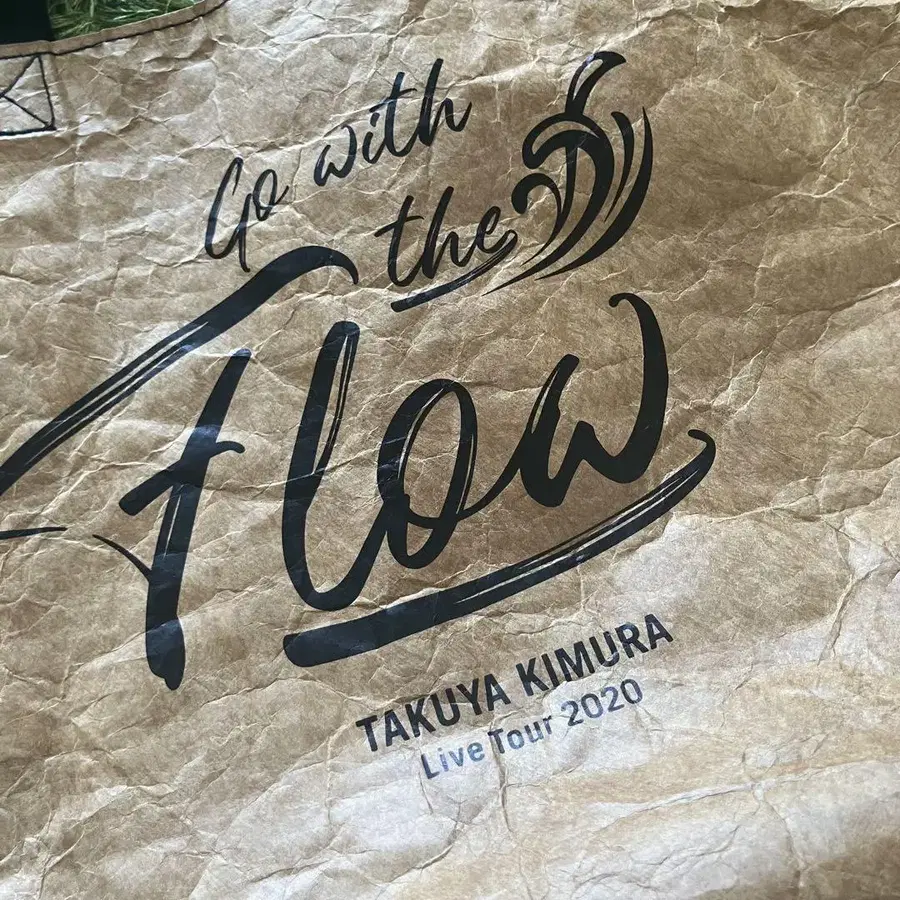 Go with
the
Flow
TAKUYA KIMURA
Live Tour 2020